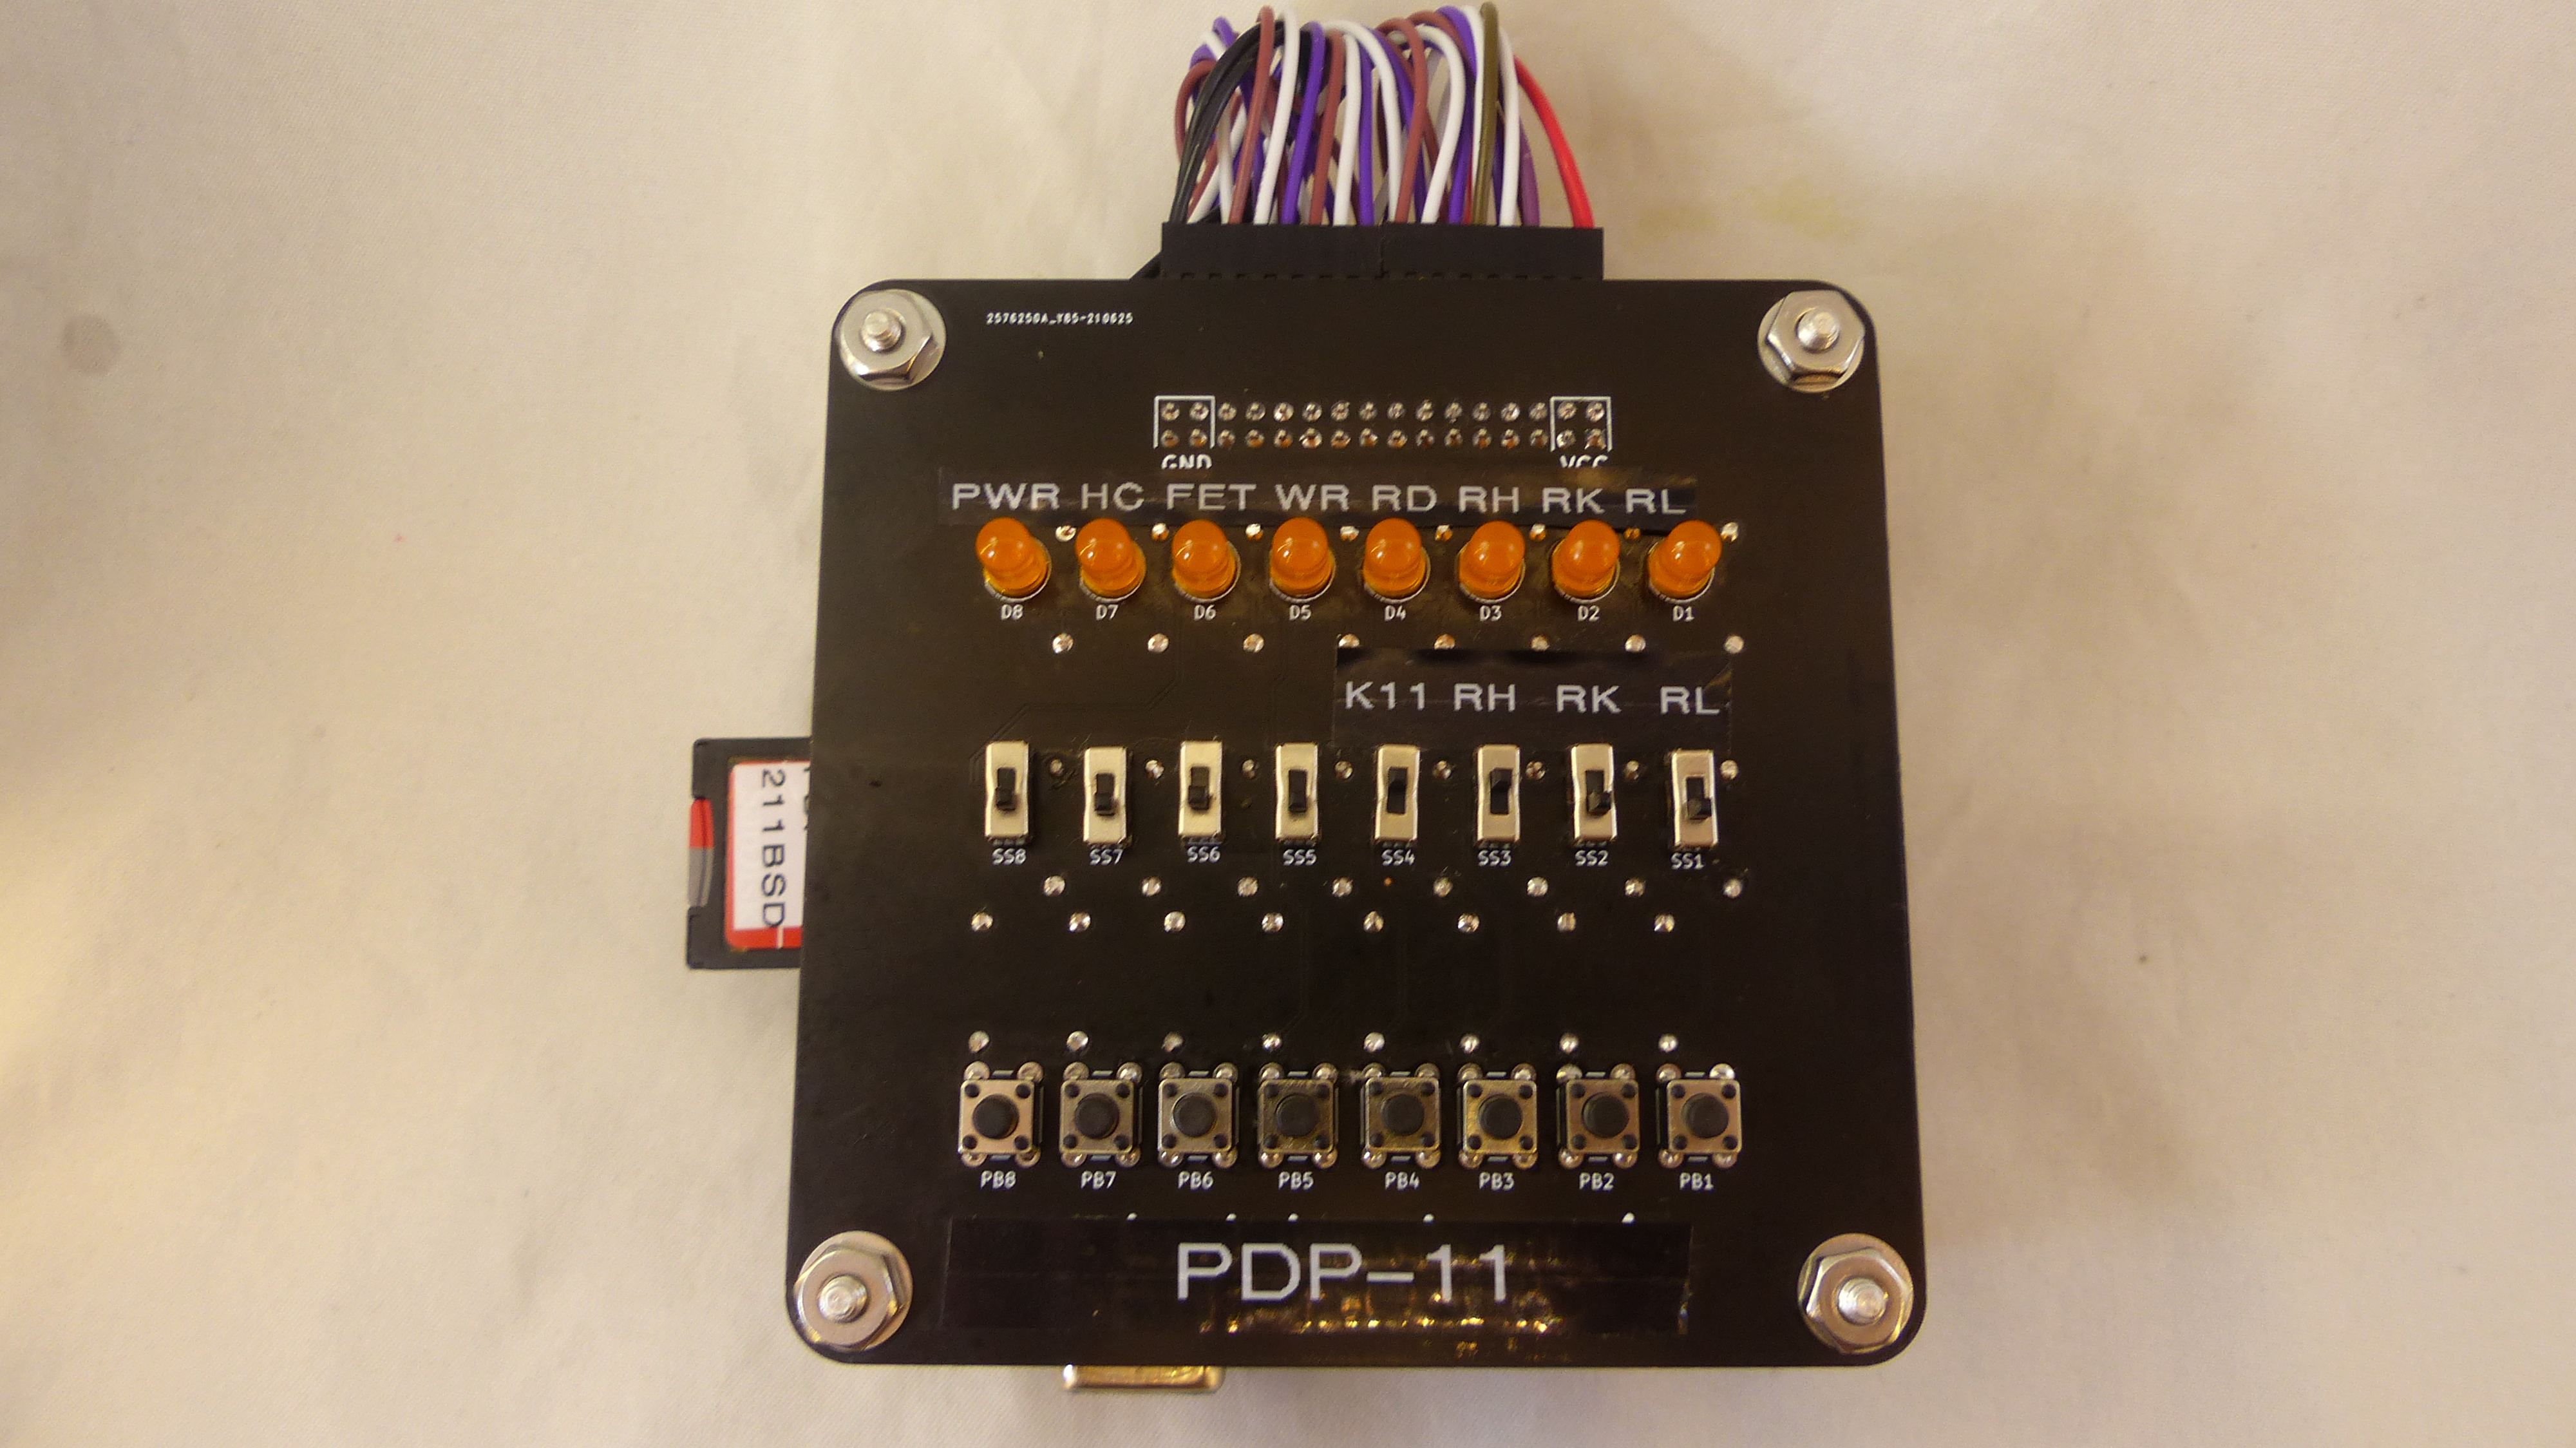 2576250A_Y85-210625
GND VCC
PWR HC FET WR RD RH RK RL
D8 D7 D6 D5 D4 D3 D2 D1
K11 RH RK RL
SS8 SS7 SS6 SS5 SS4 SS3 SS2 SS1
211BSD
PB8 PB7 PB6 PB5 PB4 PB3 PB2 PB1
PDP-11